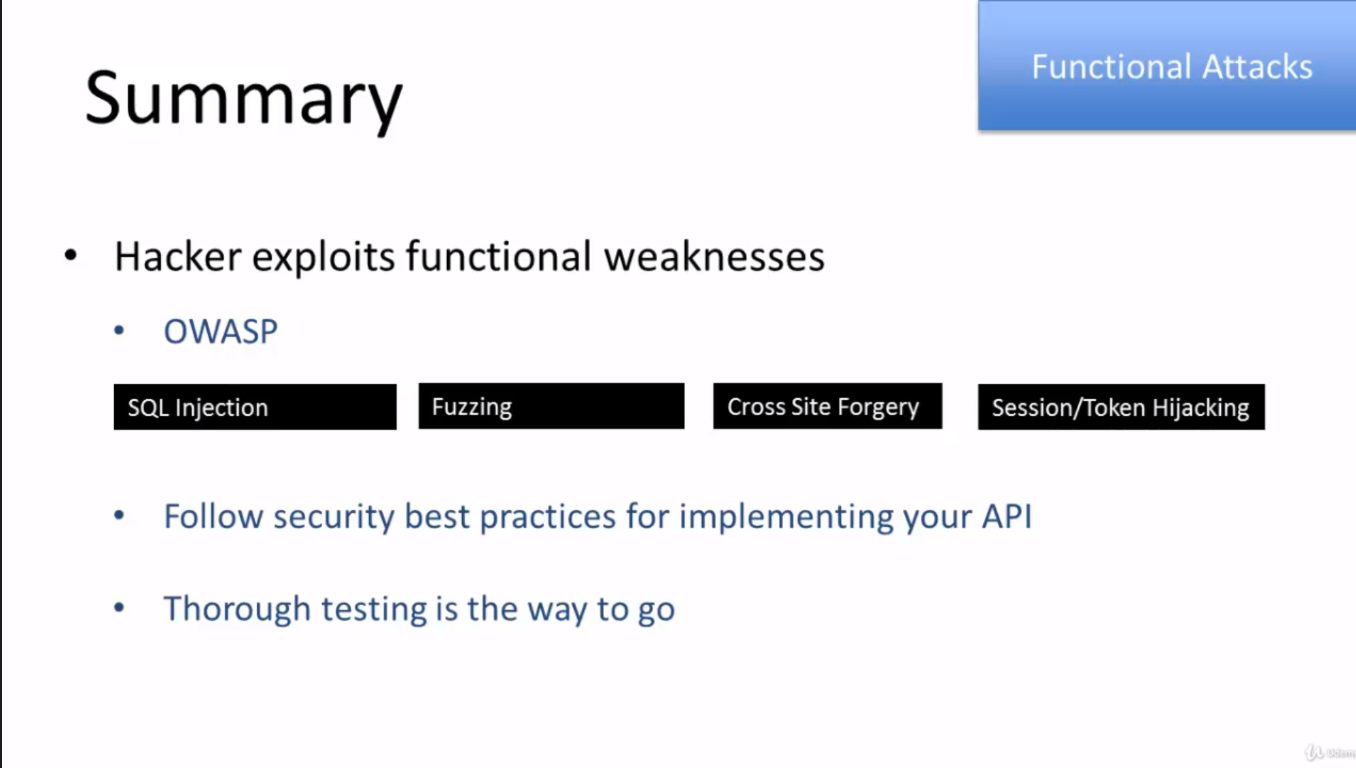 Functional Attacks
Summary
• Hacker exploits functional weaknesses
• OWASP
SQL Injection
Fuzzing
Cross Site Forgery
Session/Token Hijacking
• Follow security best practices for implementing your API
• Thorough testing is the way to go